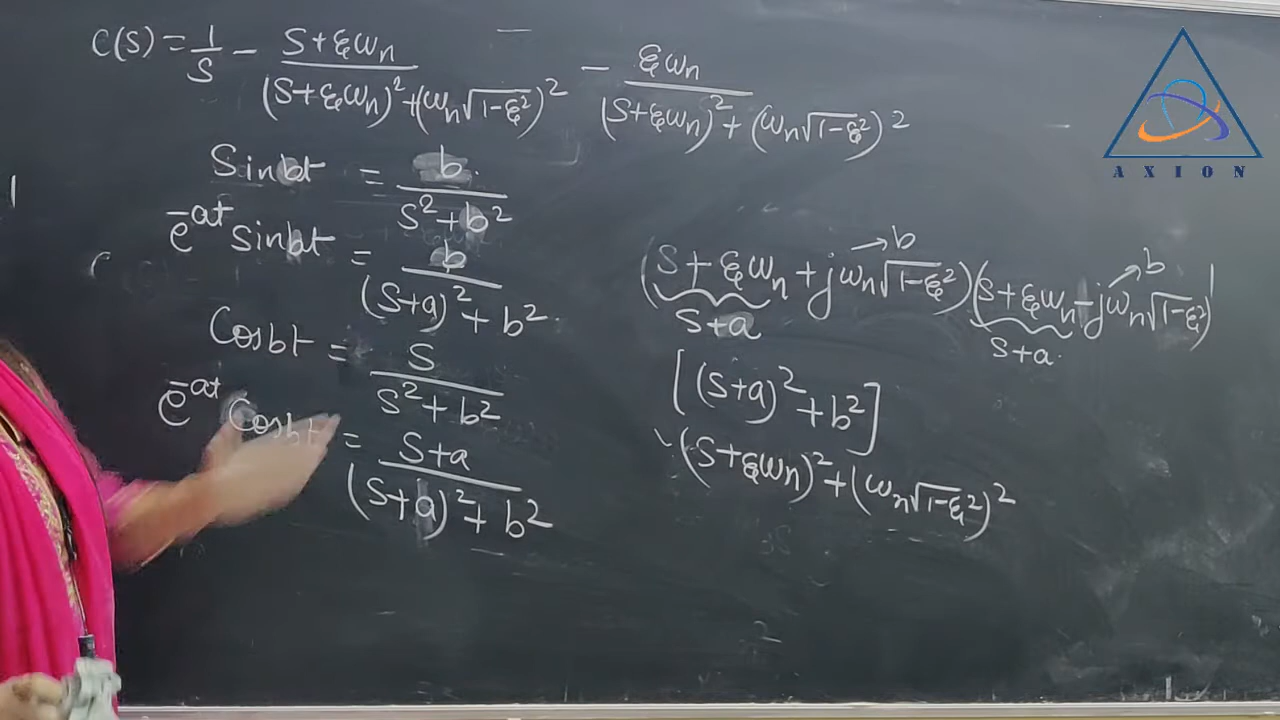 C(S) = 1/S − (S+ξωn)/((S+ξωn)²+(ωn√(1−ξ²))²) − ξωn/((S+ξωn)²+(ωn√(1−ξ²))²)
AXION
Sinbt = b/(S²+b²)
e^-at Sinbt = b/((S+a)²+b²)
Cosbt = S/(S²+b²)
e^-at Cosbt = (S+a)/((S+a)²+b²)
→b
→b
(S+ξωn+jωn√(1−ξ²))(S+ξωn−jωn√(1−ξ²))
S+a
S+a
[(S+a)²+b²]
(S+ξωn)²+(ωn√(1−ξ²))²